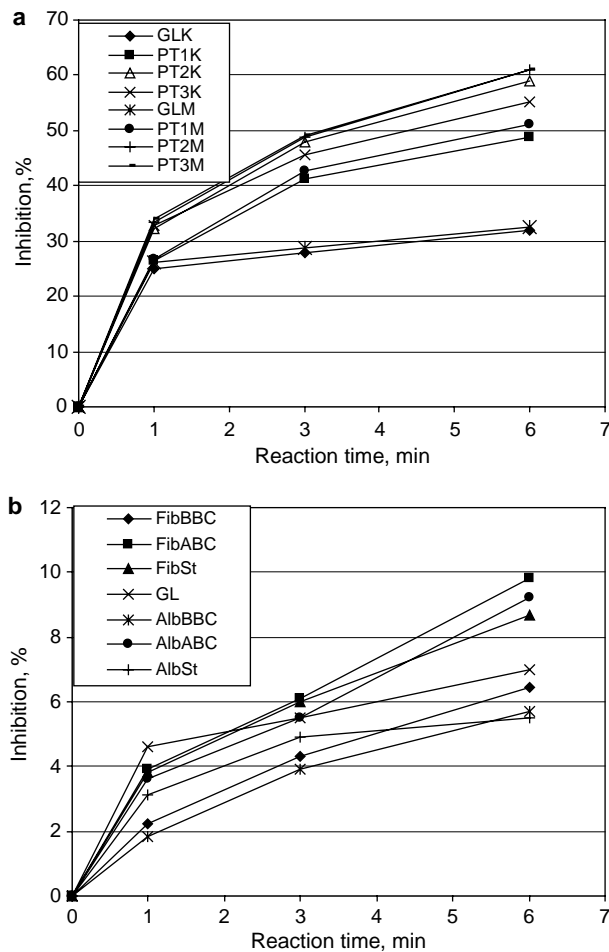 a
GLK
PT1K
PT2K
PT3K
GLM
PT1M
PT2M
PT3M
70
60
50
40
30
20
10
0
Inhibition,%
0 1 2 3 4 5 6 7
Reaction time, min
b
FibBBC
FibABC
FibSt
GL
AlbBBC
AlbABC
AlbSt
12
10
8
6
4
2
0
Inhibition, %
0 1 2 3 4 5 6 7
Reaction time, min